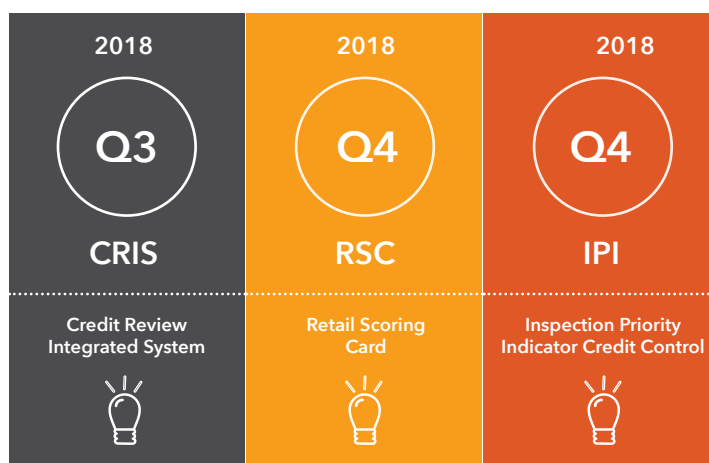 2018
Q3
CRIS
Credit Review
Integrated System
2018
Q4
RSC
Retail Scoring
Card
2018
Q4
IPI
Inspection Priority
Indicator Credit Control